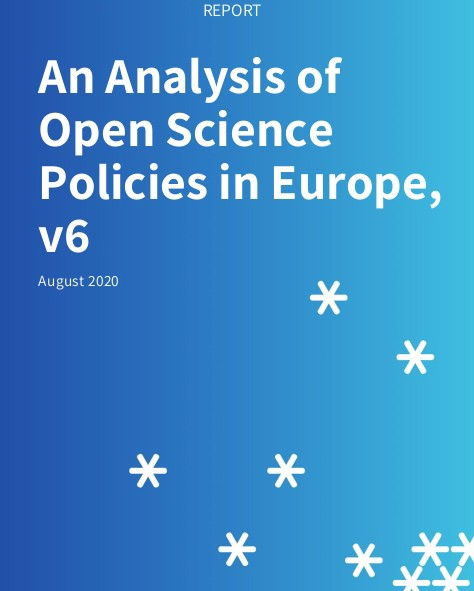 REPORT
An Analysis of
Open Science
Policies in Europe,
v6
August 2020